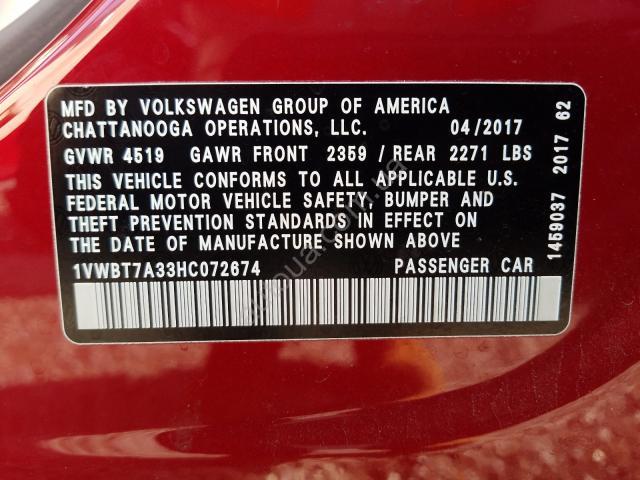 MFD BY VOLKSWAGEN GROUP OF AMERICA
CHATTANOOGA OPERATIONS, LLC. 04/2017
GVWR 4519 GAWR FRONT 2359 / REAR 2271 LBS
THIS VEHICLE CONFORMS TO ALL APPLICABLE U.S.
FEDERAL MOTOR VEHICLE SAFETY, BUMPER AND
THEFT PREVENTION STANDARDS IN EFFECT ON
THE DATE OF MANUFACTURE SHOWN ABOVE
1VWBT7A33HC072674 PASSENGER CAR
1459037 2017 62